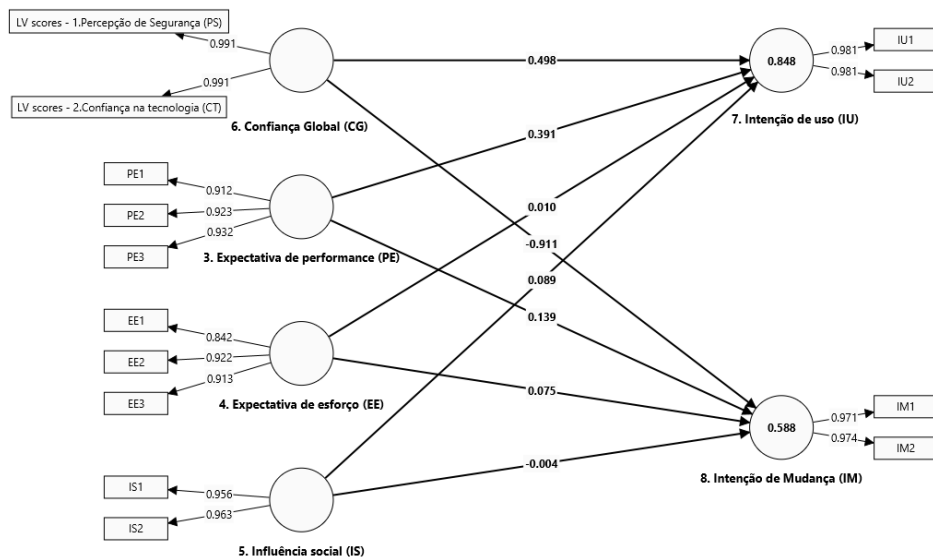 LV scores - 1.Percepção de Segurança (PS)
0.991
0.991
LV scores - 2.Confiança na tecnologia (CT)
6. Confiança Global (CG)
0.498
0.848
0.981
IU1
0.981
IU2
7. Intenção de uso (IU)
0.391
PE1
0.912
PE2
0.923
PE3
0.932
3. Expectativa de performance (PE)
0.010
-0.911
0.089
0.139
EE1
0.842
EE2
0.922
EE3
0.913
4. Expectativa de esforço (EE)
0.075
0.588
0.971
IM1
0.974
IM2
8. Intenção de Mudança (IM)
-0.004
IS1
0.956
IS2
0.963
5. Influência social (IS)